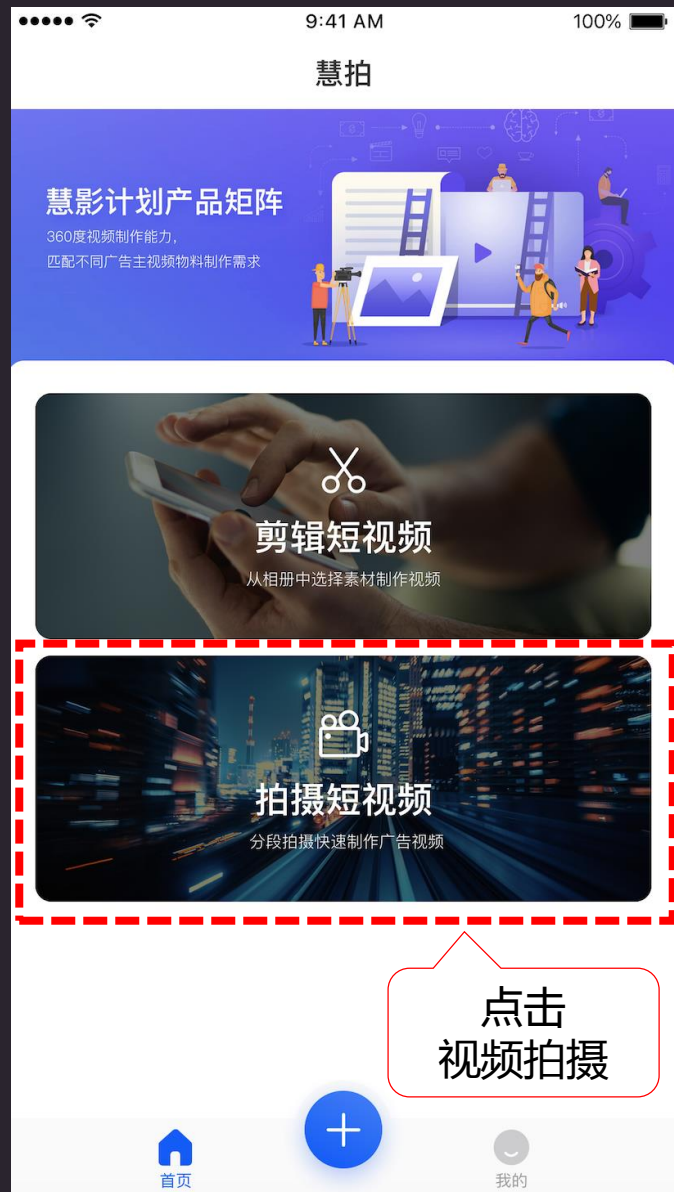 9:41 AM
100%
慧拍
慧影计划产品矩阵
360度视频制作能力,
匹配不同广告主视频物料制作需求
剪辑短视频
从相册中选择素材制作视频
拍摄短视频
分段拍摄快速制作广告视频
点击
视频拍摄
首页
我的